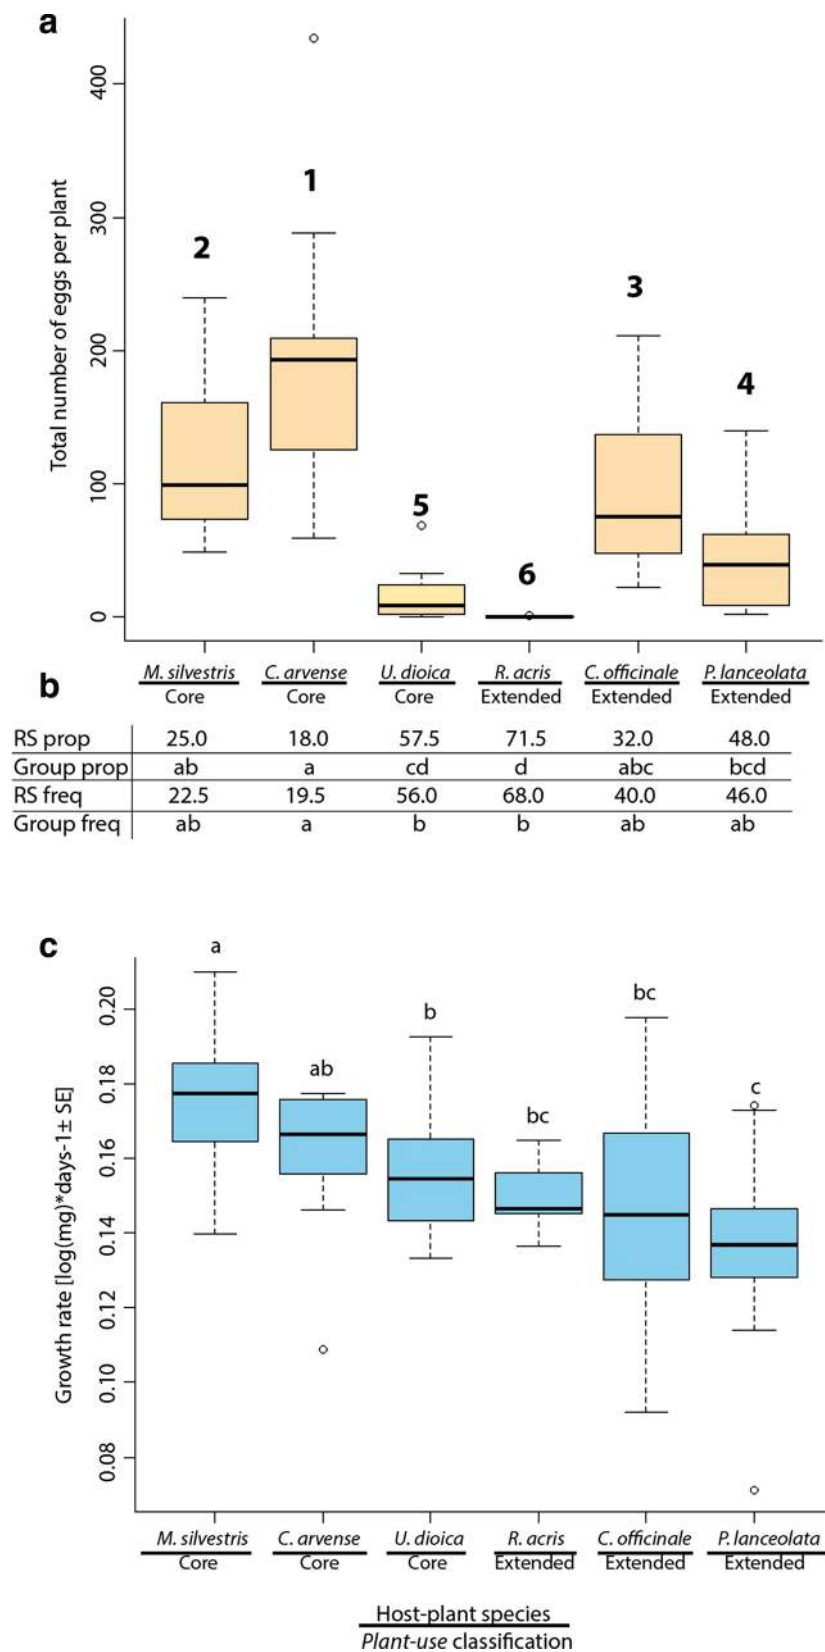 a
400
300
200
100
0
Total number of eggs per plant
2
1
5
6
3
4
M. silvestris C. arvense U. dioica R. acris C. officinale P. lanceolata
Core Core Core Extended Extended Extended
b
RS prop 25.0 18.0 57.5 71.5 32.0 48.0
Group prop ab a cd d abc bcd
RS freq 22.5 19.5 56.0 68.0 40.0 46.0
Group freq ab a b b ab ab
c
0.20
0.18
0.16
0.14
0.12
0.10
0.08
Growth rate [log(mg)*days-1± SE]
a
ab
b
bc
bc
c
M. silvestris C. arvense U. dioica R. acris C. officinale P. lanceolata
Core Core Core Extended Extended Extended
Host-plant species
Plant-use classification